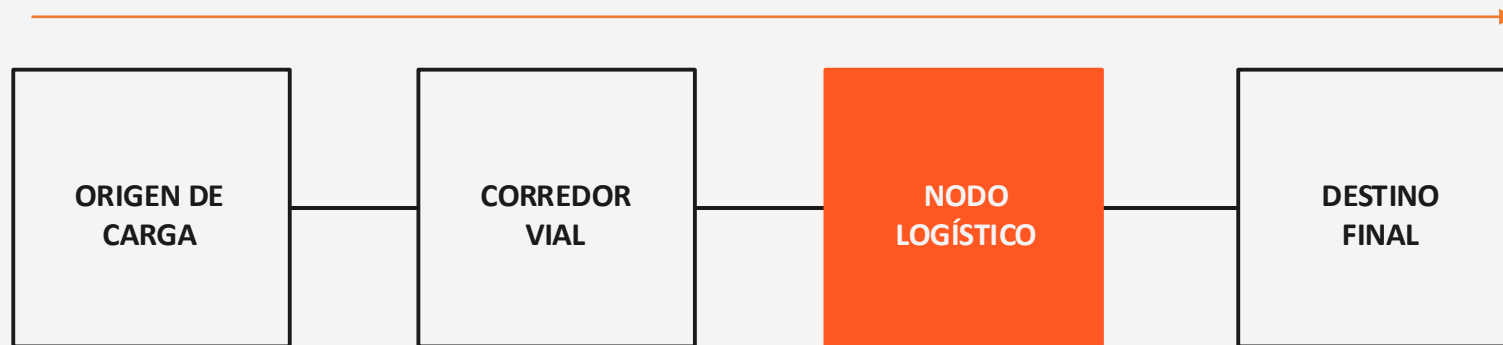 ORIGEN DE
CARGA
CORREDOR
VIAL
NODO
LOGÍSTICO
DESTINO
FINAL